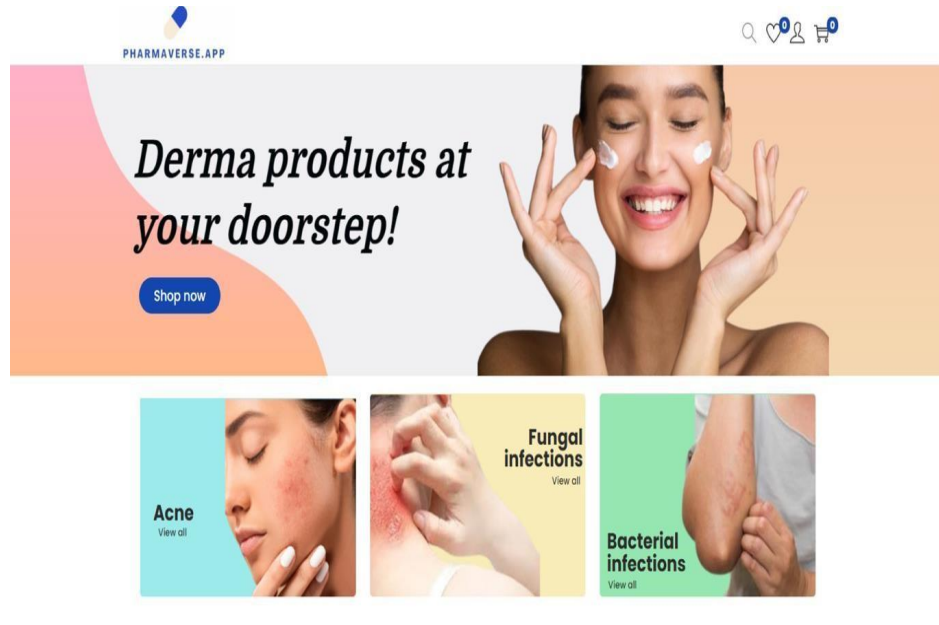 PHARMAVERSE.APP
0
0
Derma products at
your doorstep!
Shop now
Acne
View all
Fungal
infections
View all
Bacterial
infections
View all